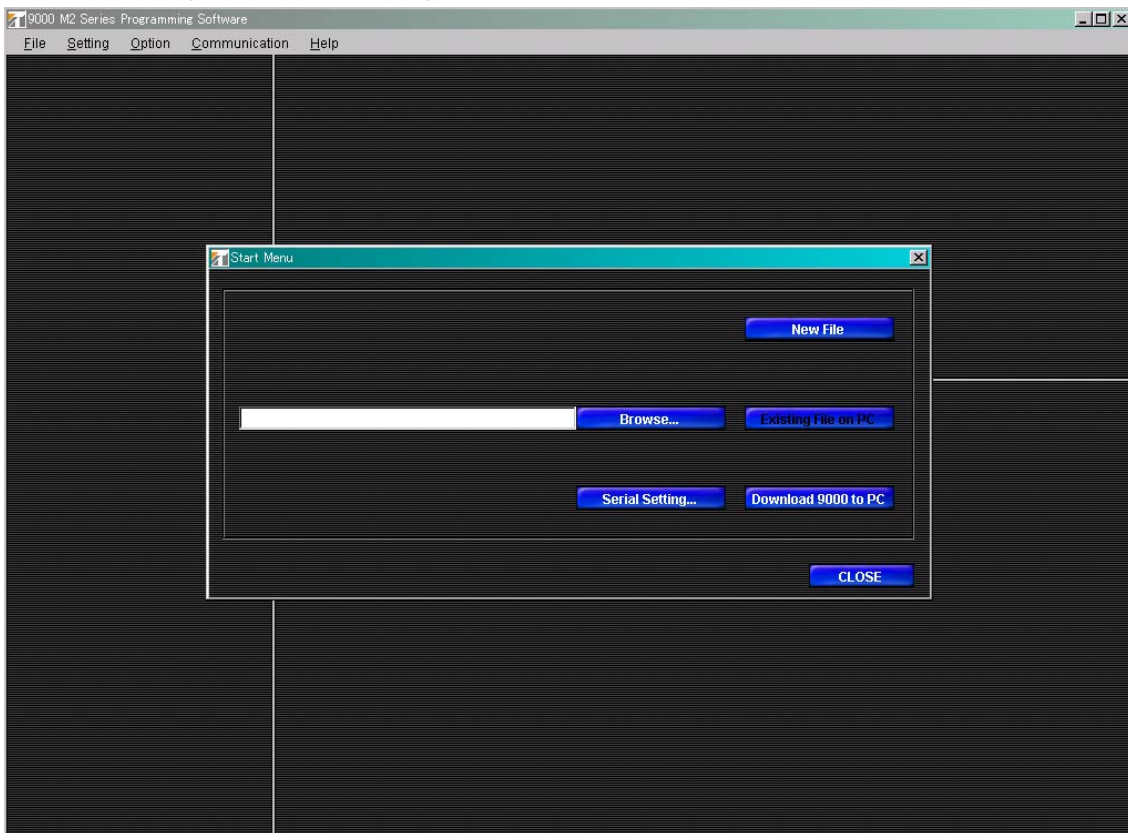 9000 M2 Series Programming Software
File Setting Option Communication Help
Start Menu
New File
Browse... Existing File on PC
Serial Setting... Download 9000 to PC
CLOSE